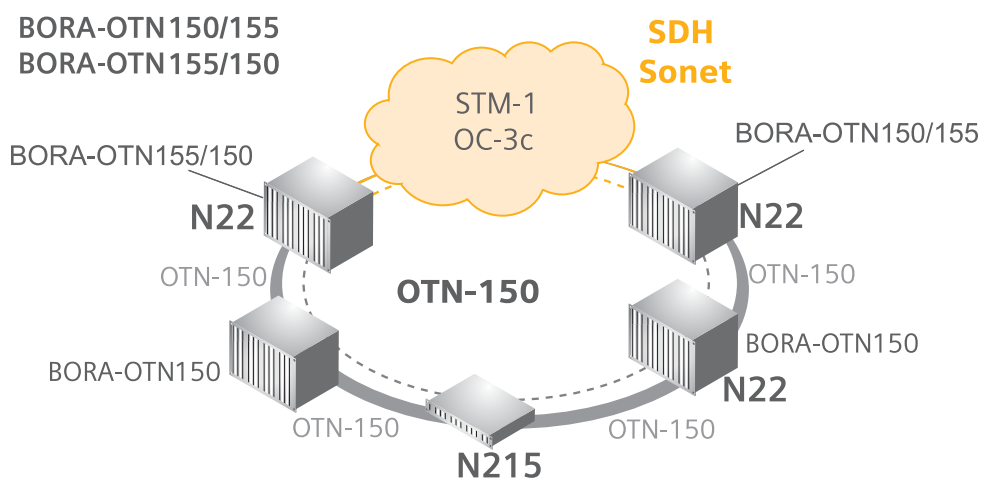 BORA-OTN150/155
BORA-OTN155/150
SDH
Sonet
STM-1
OC-3c
BORA-OTN155/150
BORA-OTN150/155
N22
N22
OTN-150
OTN-150
OTN-150
BORA-OTN150
BORA-OTN150
N22
OTN-150
OTN-150
N215